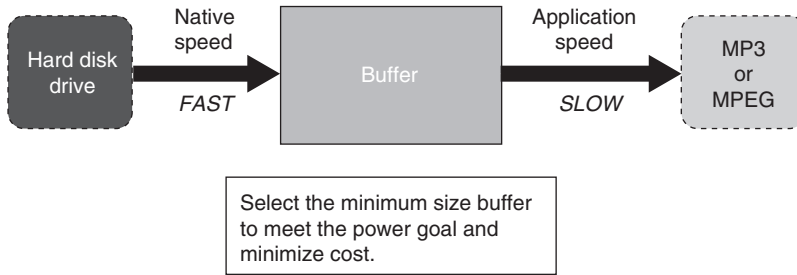 Hard disk
drive
Native
speed
FAST
Buffer
Application
speed
SLOW
MP3
or
MPEG
Select the minimum size buffer
to meet the power goal and
minimize cost.